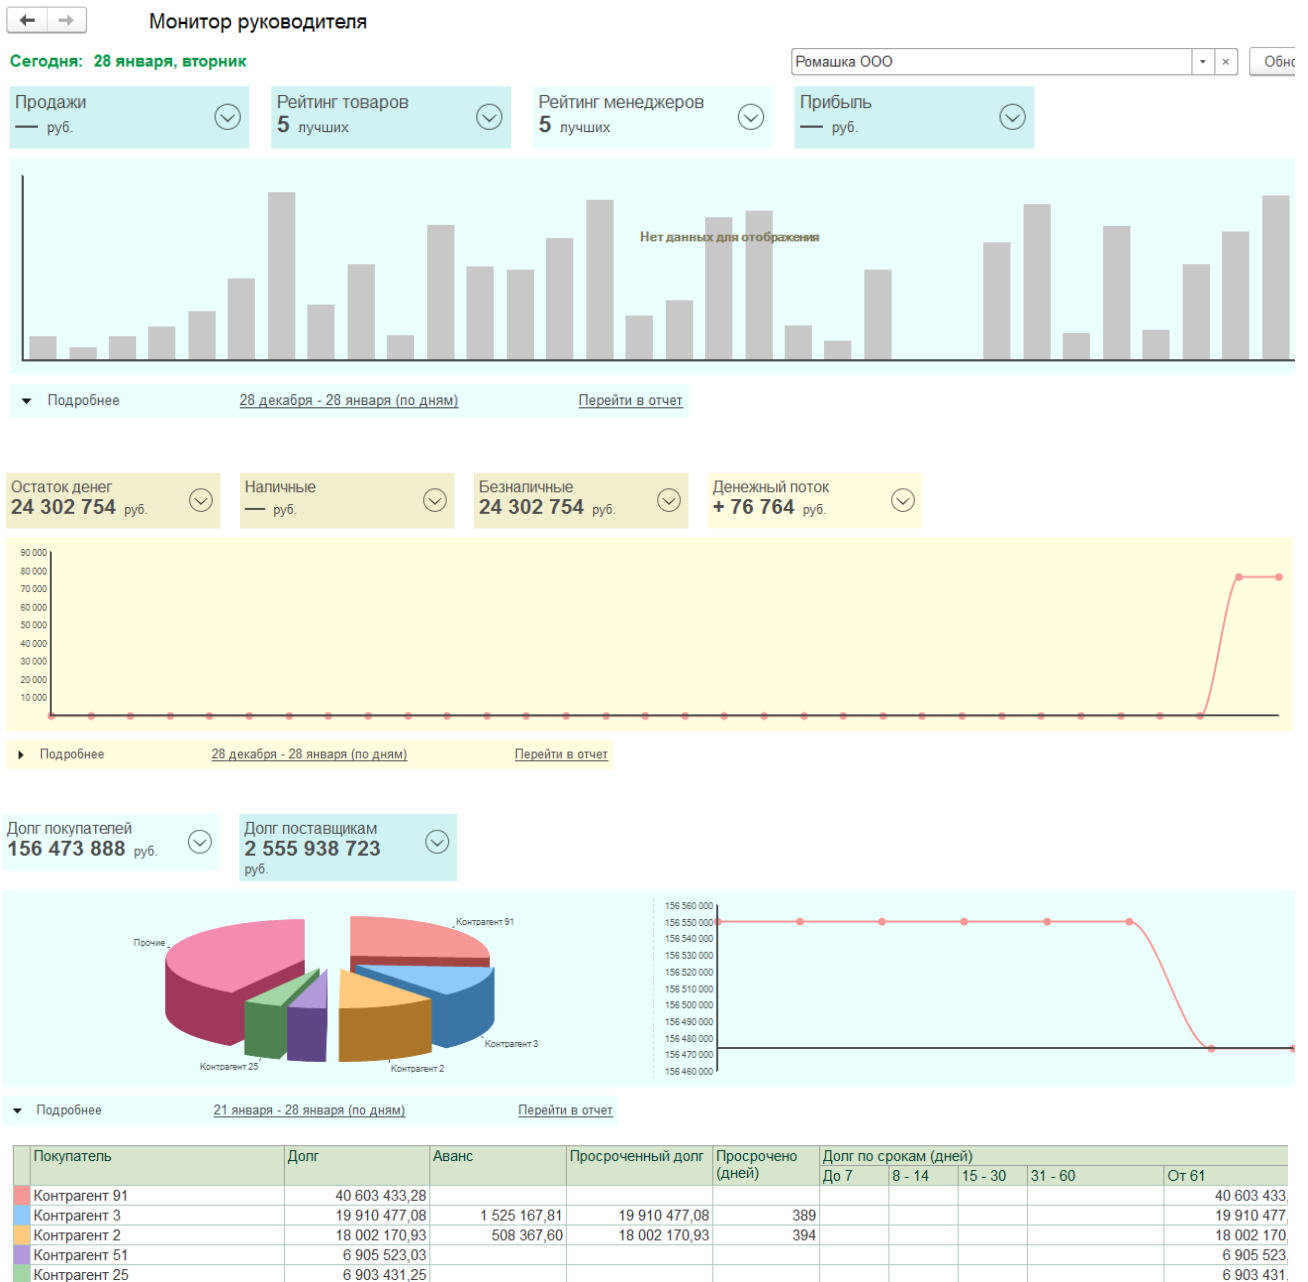 Монитор руководителя
Сегодня: 28 января, вторник
Ромашка ООО
Обно
Продажи
— руб.
Рейтинг товаров
5 лучших
Рейтинг менеджеров
5 лучших
Прибыль
— руб.
Нет данных для отображения
Подробнее
28 декабря - 28 января (по дням)
Перейти в отчет
Остаток денег
24 302 754 руб.
Наличные
— руб.
Безналичные
24 302 754 руб.
Денежный поток
+ 76 764 руб.
90 000
80 000
70 000
60 000
50 000
40 000
30 000
20 000
10 000
Подробнее
28 декабря - 28 января (по дням)
Перейти в отчет
Долг покупателей
156 473 888 руб.
Долг поставщикам
2 555 938 723
руб.
Прочие
Контрагент 91
Контрагент 3
Контрагент 2
Контрагент 25
156 560 000
156 550 000
156 540 000
156 530 000
156 520 000
156 510 000
156 500 000
156 490 000
156 480 000
156 470 000
156 460 000
Подробнее
21 января - 28 января (по дням)
Перейти в отчет
Покупатель Долг Аванс Просроченный долг Просрочено Долг по срокам (дней)
(дней) До 7 8 - 14 15 - 30 31 - 60 От 61
Контрагент 91 40 603 433,28 40 603 433,
Контрагент 3 19 910 477,08 1 525 167,81 19 910 477,08 389 19 910 477,
Контрагент 2 18 002 170,93 508 367,60 18 002 170,93 394 18 002 170,
Контрагент 51 6 905 523,03 6 905 523,
Контрагент 25 6 903 431,25 6 903 431,